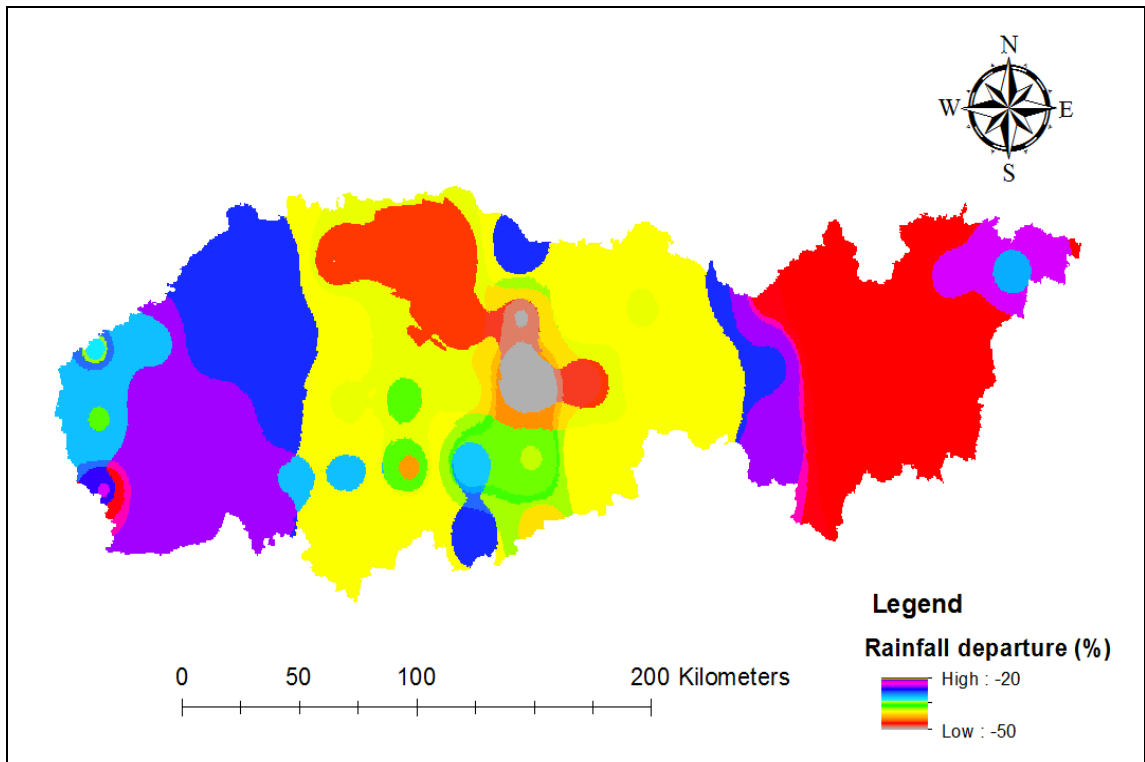 N
W E
S
0 50 100 200 Kilometers
Legend
Rainfall departure (%)
High : -20
Low : -50